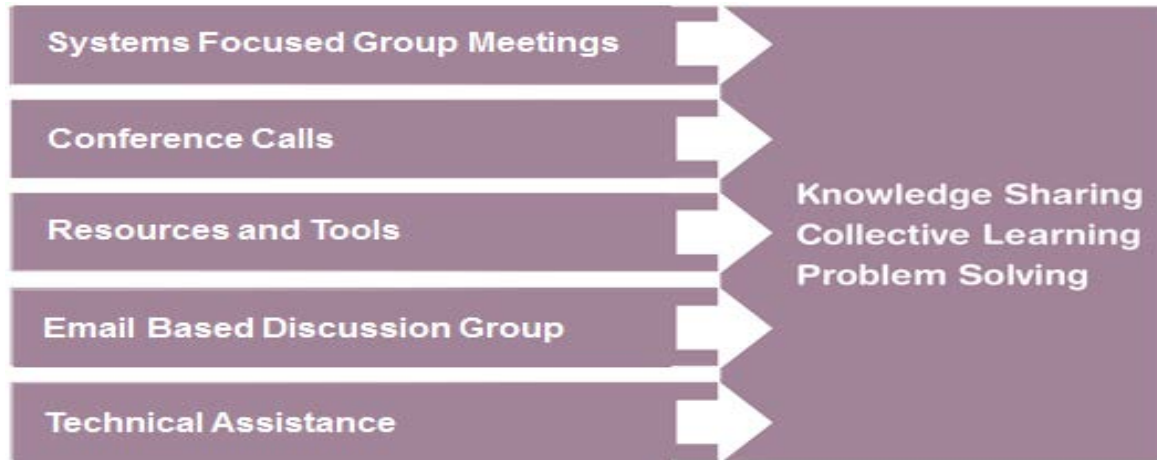 Systems Focused Group Meetings
Conference Calls
Resources and Tools
Email Based Discussion Group
Technical Assistance
Knowledge Sharing
Collective Learning
Problem Solving